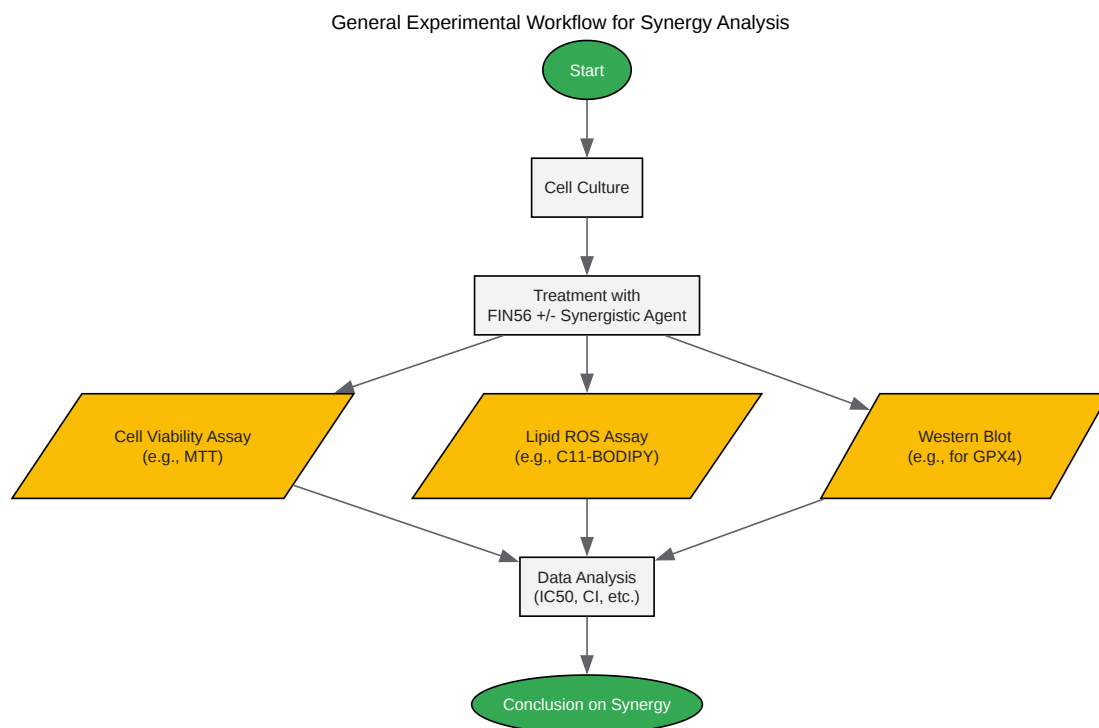 General Experimental Workflow for Synergy Analysis
Start
Cell Culture
Treatment with
FIN56 +/- Synergistic Agent
Cell Viability Assay
(e.g., MTT)
Lipid ROS Assay
(e.g., C11-BODIPY)
Western Blot
(e.g., for GPX4)
Data Analysis
(IC50, CI, etc.)
Conclusion on Synergy